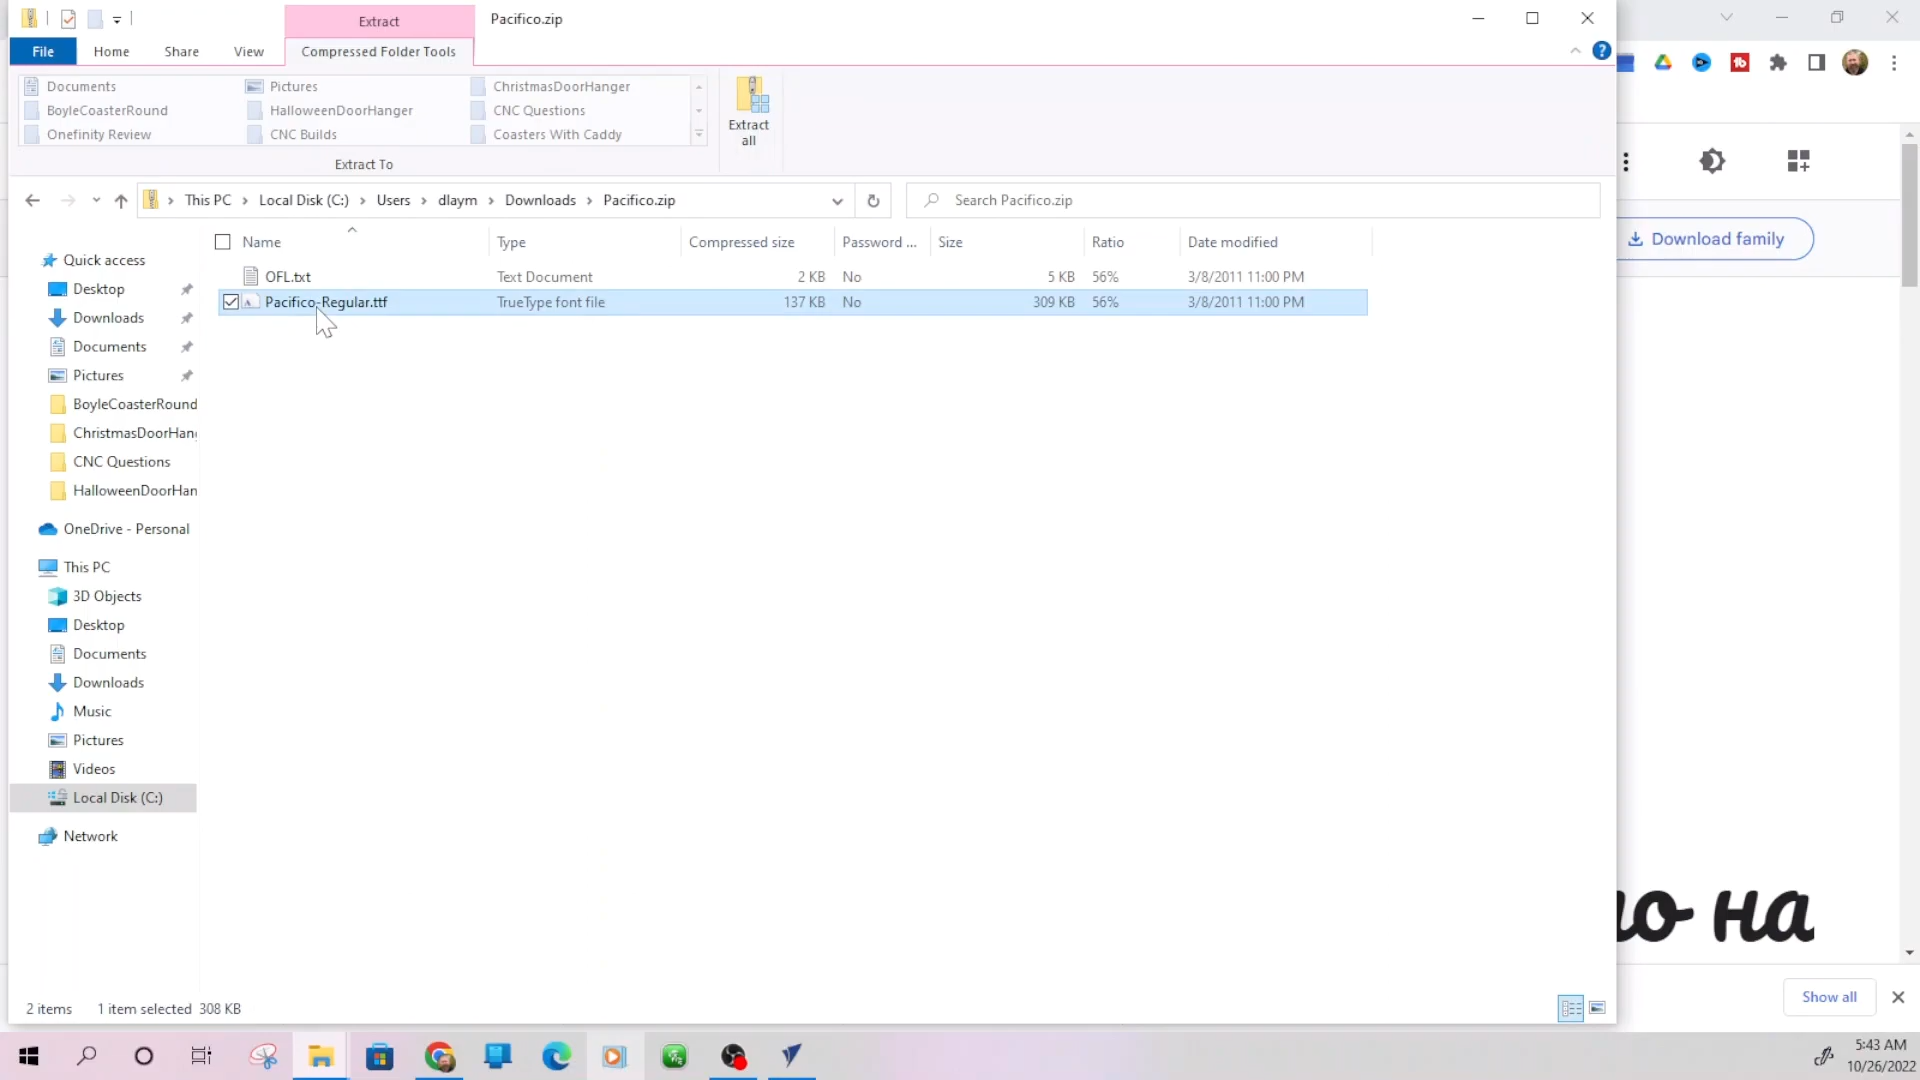 Extract
Pacifico.zip
File
Home
Share
View
Compressed Folder Tools
Documents
Pictures
ChristmasDoorHanger
BoyleCoasterRound
HalloweenDoorHanger
CNC Questions
Onefinity Review
CNC Builds
Coasters With Caddy
Extract To
Extract
all
This PC > Local Disk (C:) > Users > dlaym > Downloads > Pacifico.zip
Search Pacifico.zip
Name Type Compressed size Password ... Size Ratio Date modified
OFL.txt Text Document 2 KB No 5 KB 56% 3/8/2011 11:00 PM
Pacifico-Regular.ttf TrueType font file 137 KB No 309 KB 56% 3/8/2011 11:00 PM
Quick access
Desktop
Downloads
Documents
Pictures
BoyleCoasterRound
ChristmasDoorHan
CNC Questions
HalloweenDoorHan
OneDrive - Personal
This PC
3D Objects
Desktop
Documents
Downloads
Music
Pictures
Videos
Local Disk (C:)
Network
2 items 1 item selected 308 KB
Download family
на
Show all
5:43 AM
10/26/2022